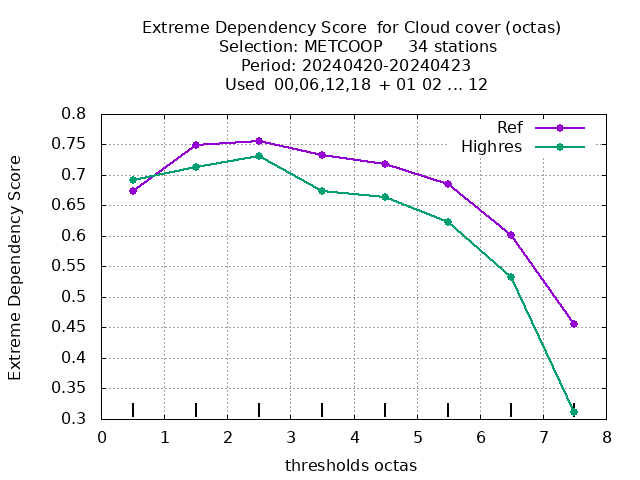 Extreme Dependency Score  for Cloud cover (octas)
Selection: METCOOP     34 stations
Period: 20240420-20240423
Used  00,06,12,18 + 01 02 ... 12
Ref
Highres
Extreme Dependency Score
0.8
0.75
0.7
0.65
0.6
0.55
0.5
0.45
0.4
0.35
0.3
0 1 2 3 4 5 6 7 8
thresholds octas